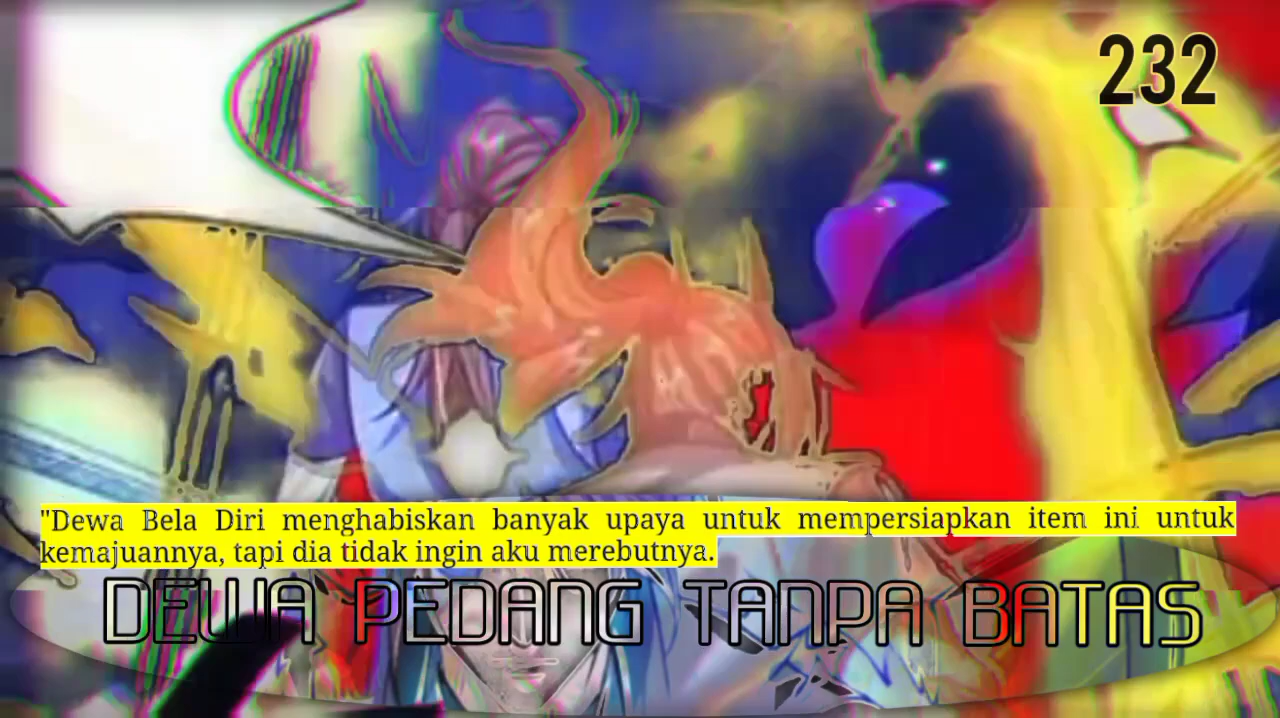 232
"Dewa Bela Diri menghabiskan banyak upaya untuk mempersiapkan item ini untuk
kemajuannya, tapi dia tidak ingin aku merebutnya.
DEWA PEDANG TANPA BATAS